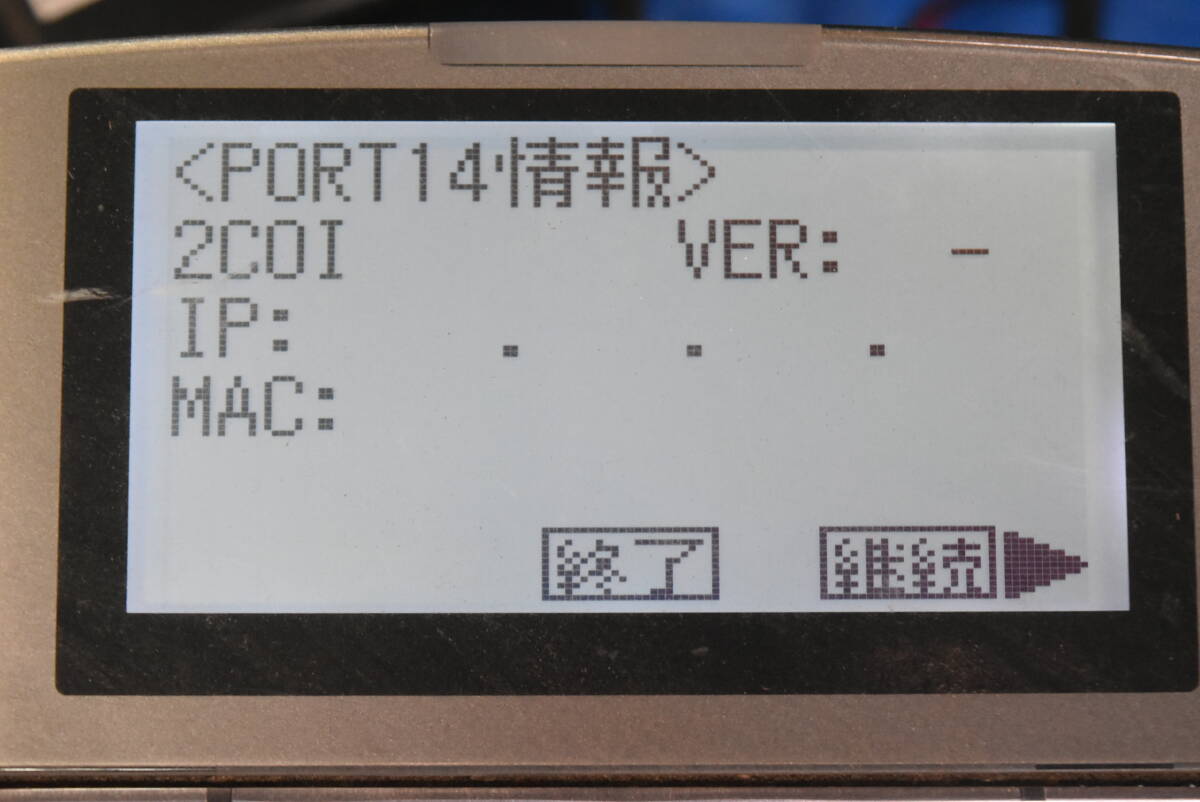 <PORT14情報>
2COI VER: －
IP: . . .
MAC:
終了 継続